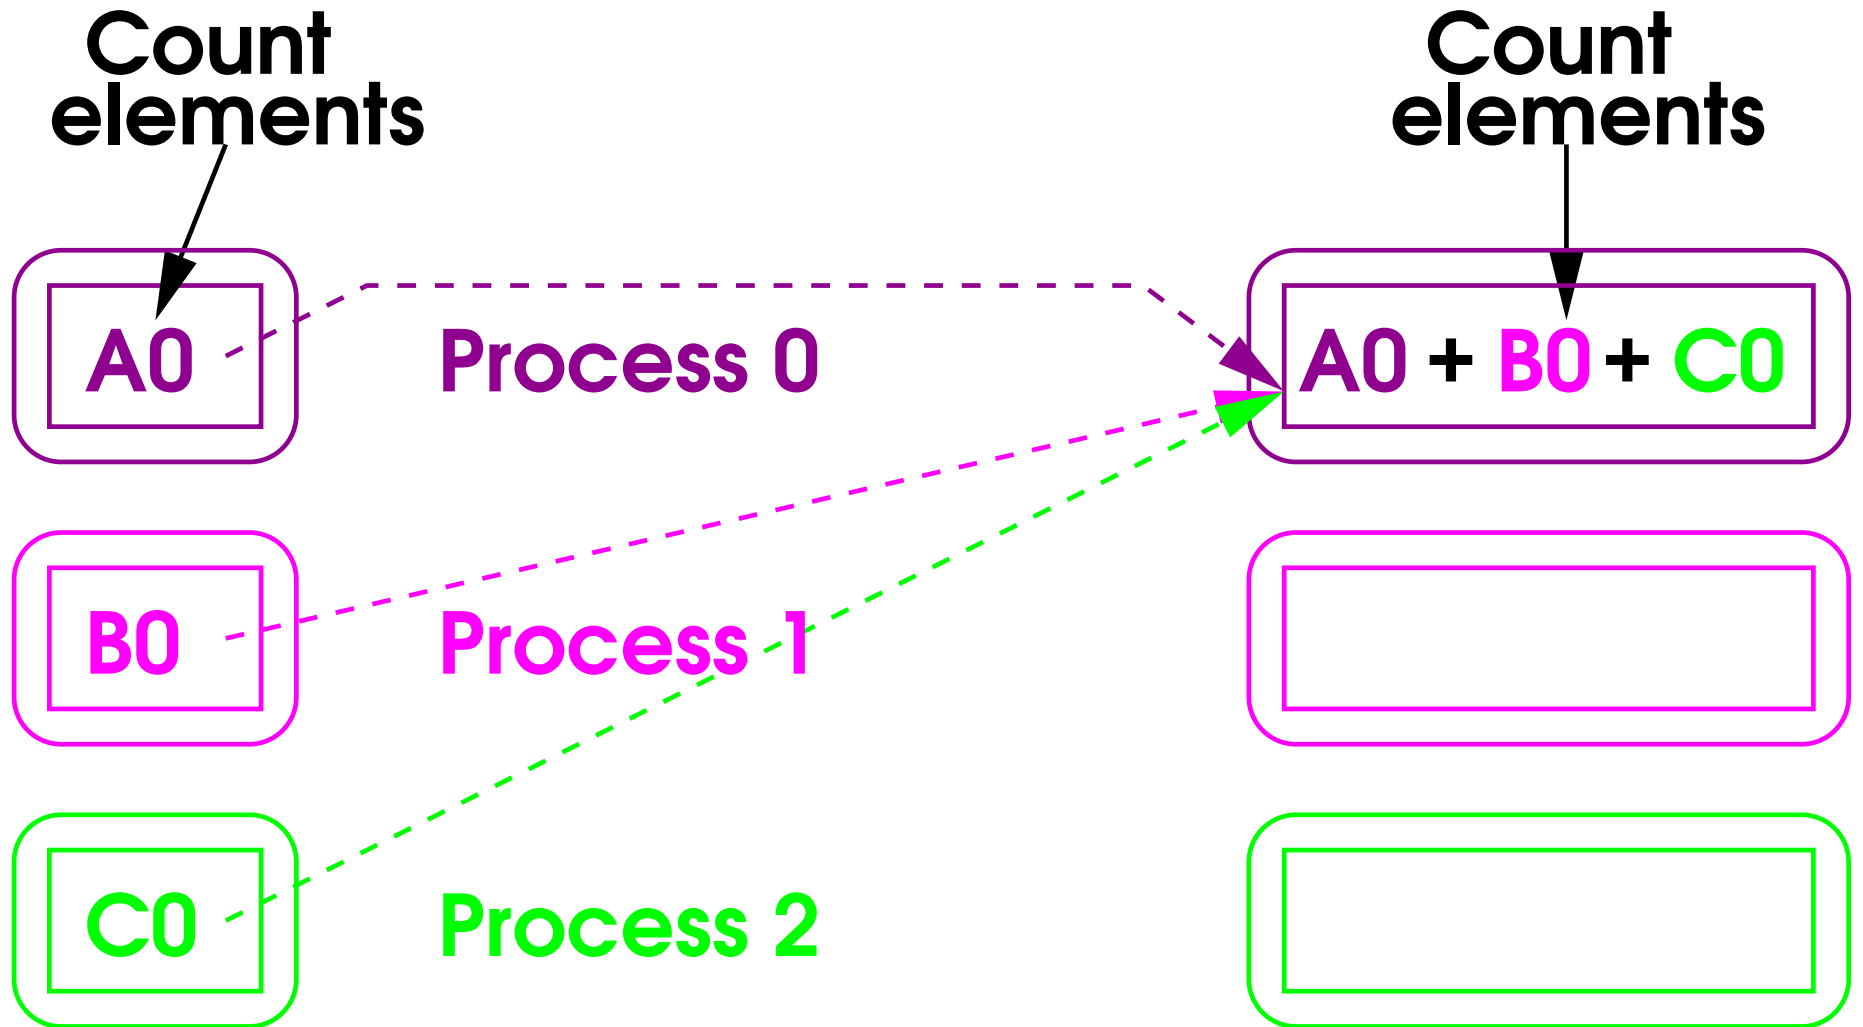 Count
elements
Count
elements
A0
Process 0
A0 + B0 + C0
B0
Process 1
C0
Process 2